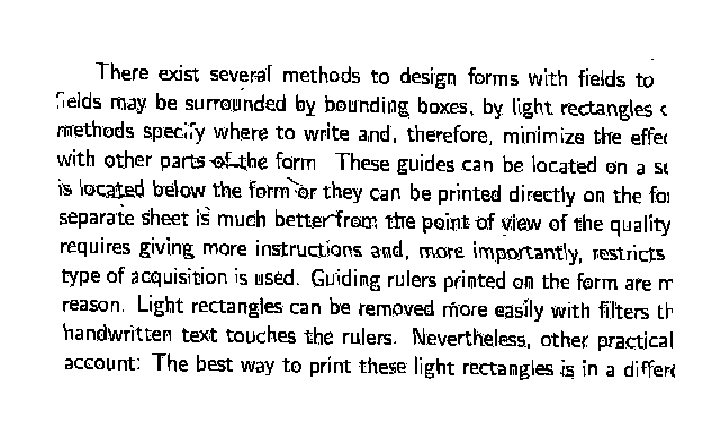 There exist several methods to design forms with fields to
fields may be surrounded by bounding boxes, by light rectangles
methods specify where to write and, therefore, minimize the
with other parts of the form These guides can be located on a
is located below the form or they can be printed directly on the
separate sheet is much better from the point of view of the quality
requires giving more instructions and, more importantly, restricts
type of acquisition is used. Guiding rulers printed on the form are
reason. Light rectangles can be removed more easily with filters
handwritten text touches the rulers. Nevertheless, other practical
account: The best way to print these light rectangles is in a